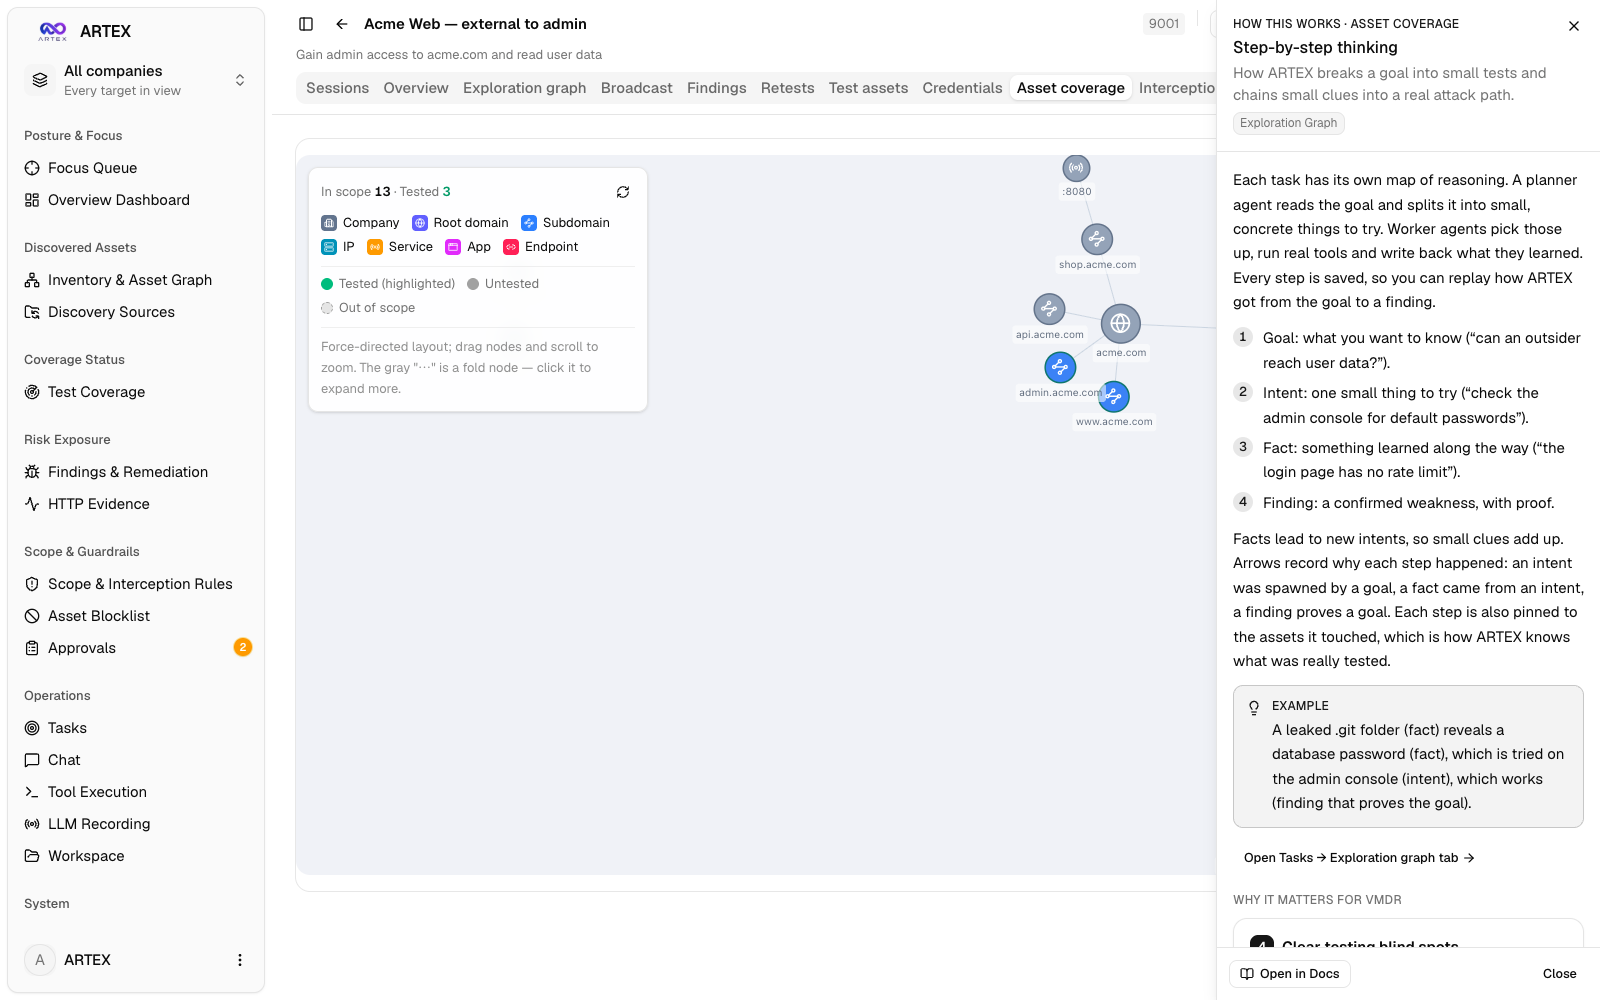 ARTEX
ARTEX
All companies
Every target in view
Posture & Focus
Focus Queue
Overview Dashboard
Discovered Assets
Inventory & Asset Graph
Discovery Sources
Coverage Status
Test Coverage
Risk Exposure
Findings & Remediation
HTTP Evidence
Scope & Guardrails
Scope & Interception Rules
Asset Blocklist
Approvals
2
Operations
Tasks
Chat
Tool Execution
LLM Recording
Workspace
System
A
ARTEX
Acme Web — external to admin
9001
Gain admin access to acme.com and read user data
Sessions Overview Exploration graph Broadcast Findings Retests Test assets Credentials Asset coverage Interceptio
In scope 13 · Tested 3
Company Root domain Subdomain
IP Service App Endpoint
Tested (highlighted) Untested
Out of scope
Force-directed layout; drag nodes and scroll to
zoom. The gray "···" is a fold node — click it to
expand more.
:8080
shop.acme.com
api.acme.com
acme.com
admin.acme.com
www.acme.com
HOW THIS WORKS · ASSET COVERAGE
Step-by-step thinking
How ARTEX breaks a goal into small tests and
chains small clues into a real attack path.
Exploration Graph
Each task has its own map of reasoning. A planner
agent reads the goal and splits it into small,
concrete things to try. Worker agents pick those
up, run real tools and write back what they learned.
Every step is saved, so you can replay how ARTEX
got from the goal to a finding.
1 Goal: what you want to know (“can an outsider
reach user data?”).
2 Intent: one small thing to try (“check the
admin console for default passwords”).
3 Fact: something learned along the way (“the
login page has no rate limit”).
4 Finding: a confirmed weakness, with proof.
Facts lead to new intents, so small clues add up.
Arrows record why each step happened: an intent
was spawned by a goal, a fact came from an intent,
a finding proves a goal. Each step is also pinned to
the assets it touched, which is how ARTEX knows
what was really tested.
EXAMPLE
A leaked .git folder (fact) reveals a
database password (fact), which is tried on
the admin console (intent), which works
(finding that proves the goal).
Open Tasks → Exploration graph tab →
WHY IT MATTERS FOR VMDR
Clear testing blind spots
Open in Docs
Close